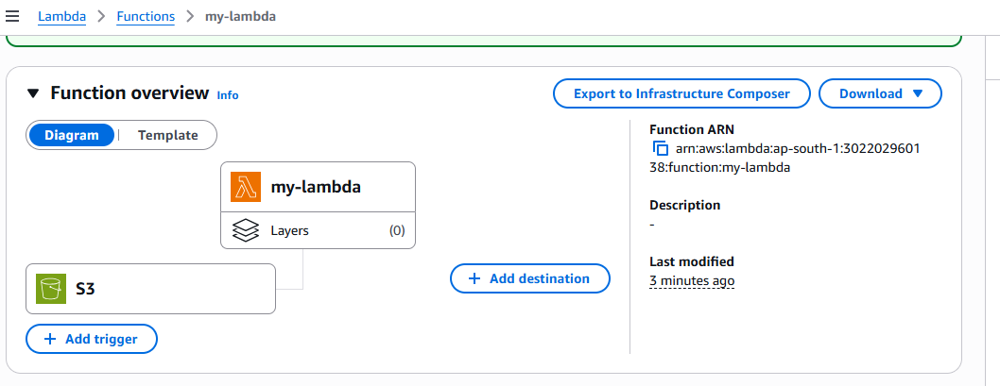 Lambda > Functions > my-lambda
Function overview Info
Export to Infrastructure Composer
Download
Diagram | Template
my-lambda
Layers (0)
S3
+ Add trigger
+ Add destination
Function ARN
arn:aws:lambda:ap-south-1:3022029601
38:function:my-lambda
Description
-
Last modified
3 minutes ago